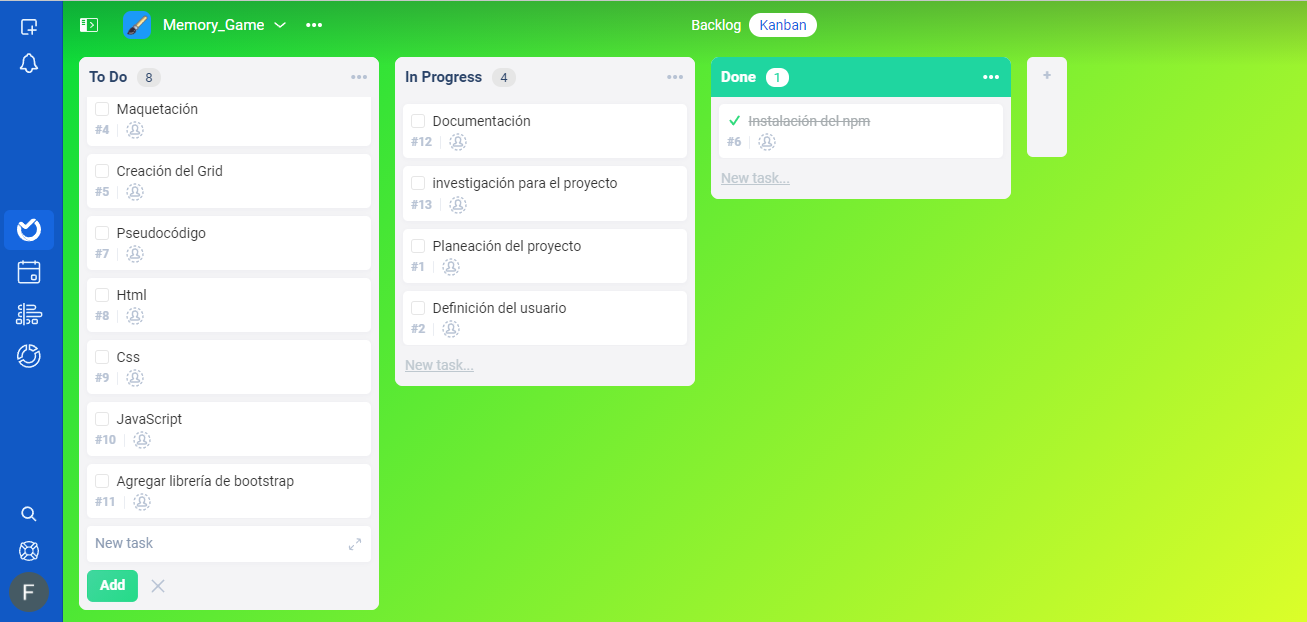 Memory_Game
Backlog Kanban
To Do 8
Maquetación
#4
Creación del Grid
#5
Pseudocódigo
#7
Html
#8
Css
#9
JavaScript
#10
Agregar librería de bootstrap
#11
New task
Add
In Progress 4
Documentación
#12
investigación para el proyecto
#13
Planeación del proyecto
#1
Definición del usuario
#2
New task...
Done 1
Instalación del npm
#6
New task...
+
F